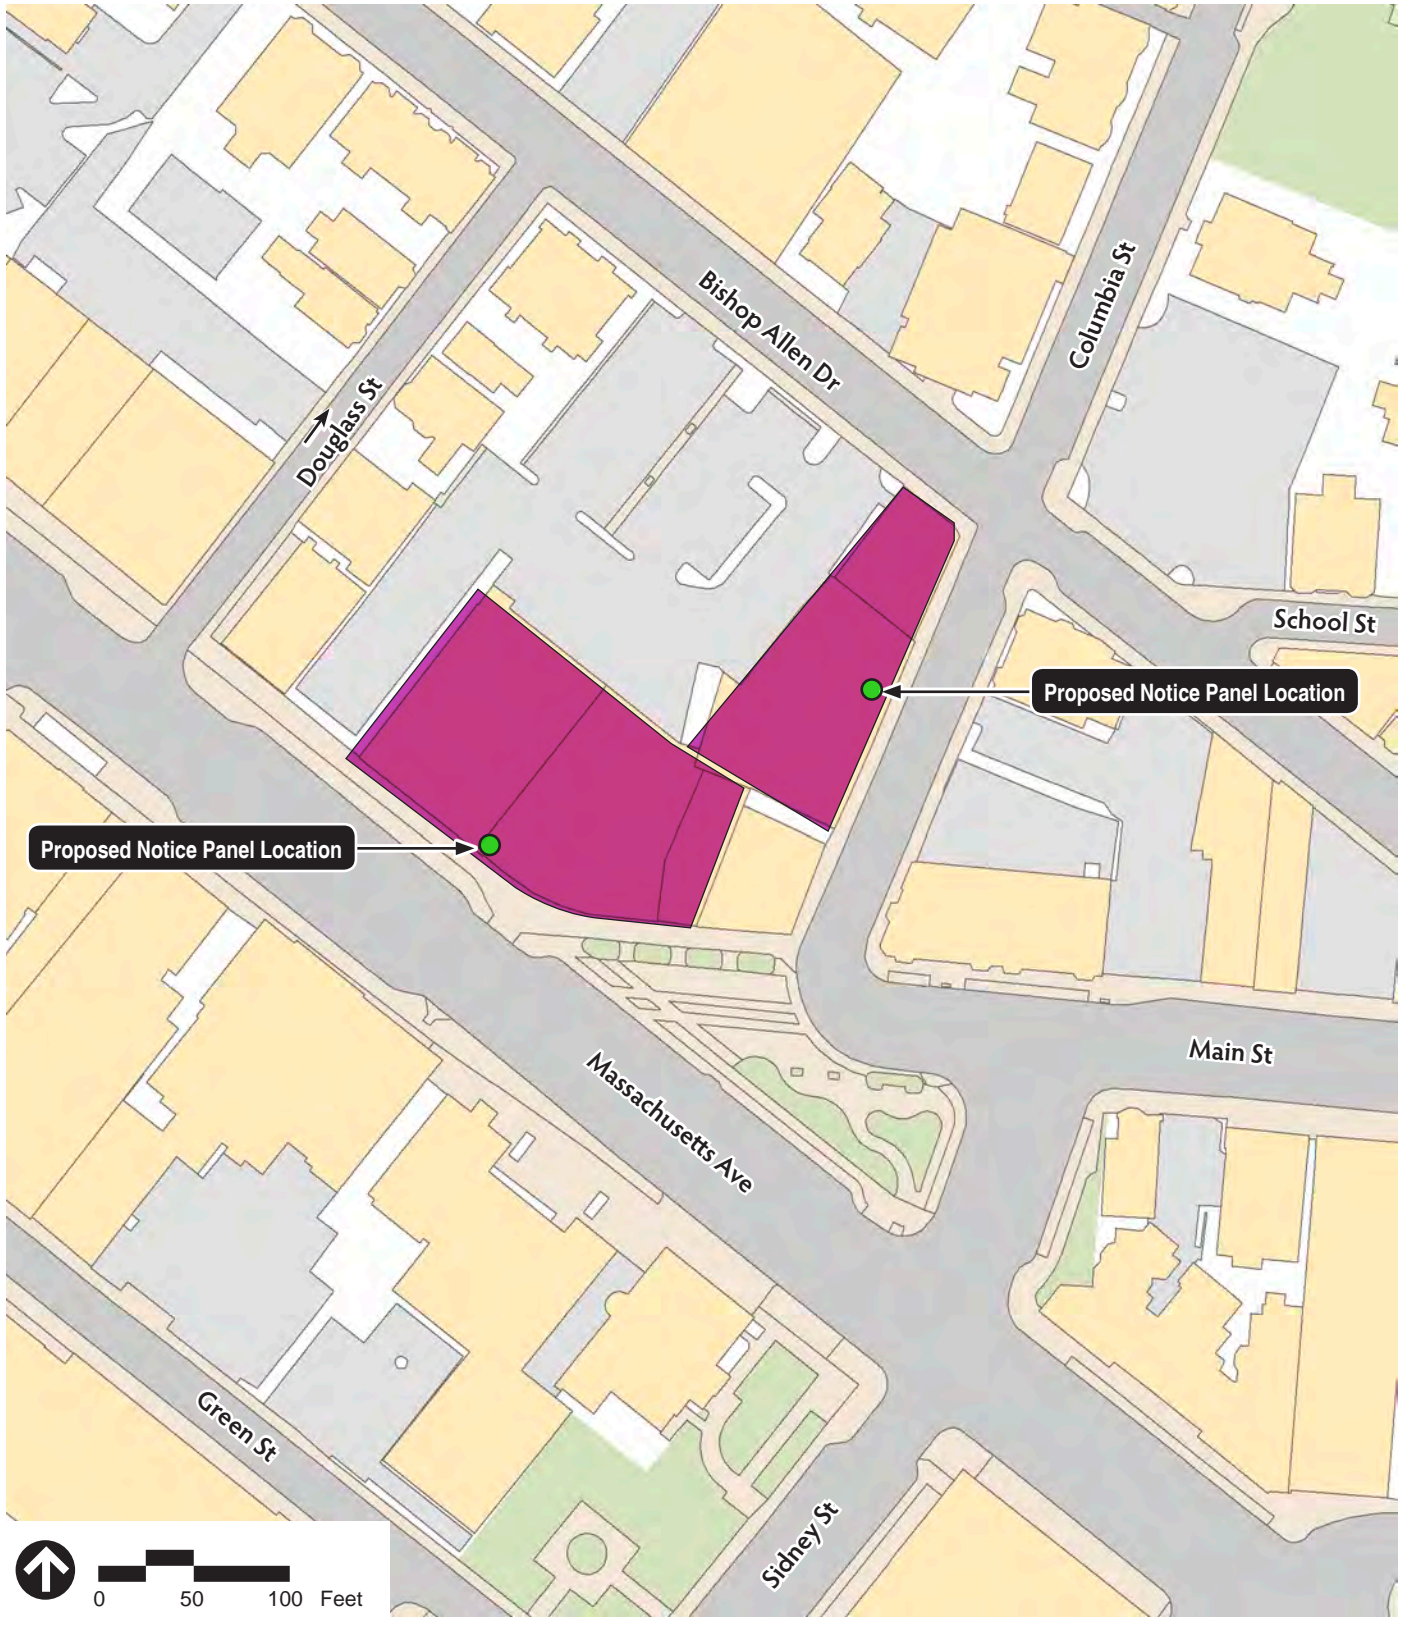 Bishop Allen Dr
Columbia St
Douglass St
School St
Proposed Notice Panel Location
Proposed Notice Panel Location
Main St
Massachusetts Ave
Green St
Sidney St
0 50 100 Feet